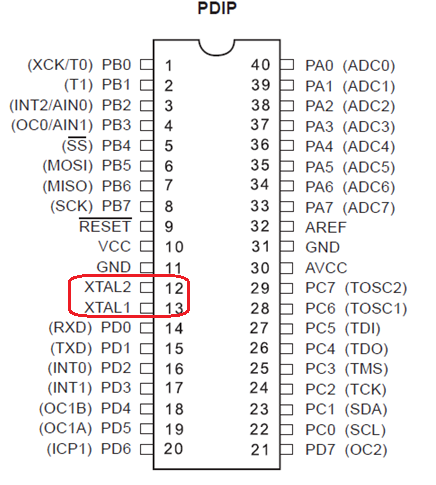 PDIP
(XCK/T0) PB0 1 40 PA0 (ADC0)
(T1) PB1 2 39 PA1 (ADC1)
(INT2/AIN0) PB2 3 38 PA2 (ADC2)
(OC0/AIN1) PB3 4 37 PA3 (ADC3)
(SS) PB4 5 36 PA4 (ADC4)
(MOSI) PB5 6 35 PA5 (ADC5)
(MISO) PB6 7 34 PA6 (ADC6)
(SCK) PB7 8 33 PA7 (ADC7)
RESET 9 32 AREF
VCC 10 31 GND
GND 11 30 AVCC
XTAL2 12 29 PC7 (TOSC2)
XTAL1 13 28 PC6 (TOSC1)
(RXD) PD0 14 27 PC5 (TDI)
(TXD) PD1 15 26 PC4 (TDO)
(INT0) PD2 16 25 PC3 (TMS)
(INT1) PD3 17 24 PC2 (TCK)
(OC1B) PD4 18 23 PC1 (SDA)
(OC1A) PD5 19 22 PC0 (SCL)
(ICP1) PD6 20 21 PD7 (OC2)